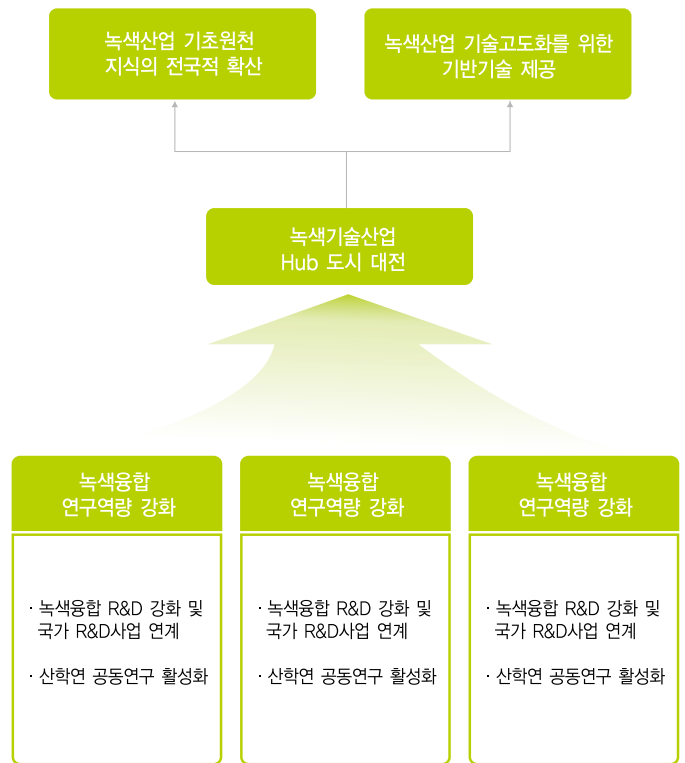 녹색산업 기초원천
지식의 전국적 확산
녹색산업 기술고도화를 위한
기반기술 제공
녹색기술산업
Hub 도시 대전
녹색융합
연구역량 강화
· 녹색융합 R&D 강화 및
국가 R&D사업 연계
· 산학연 공동연구 활성화
녹색융합
연구역량 강화
· 녹색융합 R&D 강화 및
국가 R&D사업 연계
· 산학연 공동연구 활성화
녹색융합
연구역량 강화
· 녹색융합 R&D 강화 및
국가 R&D사업 연계
· 산학연 공동연구 활성화